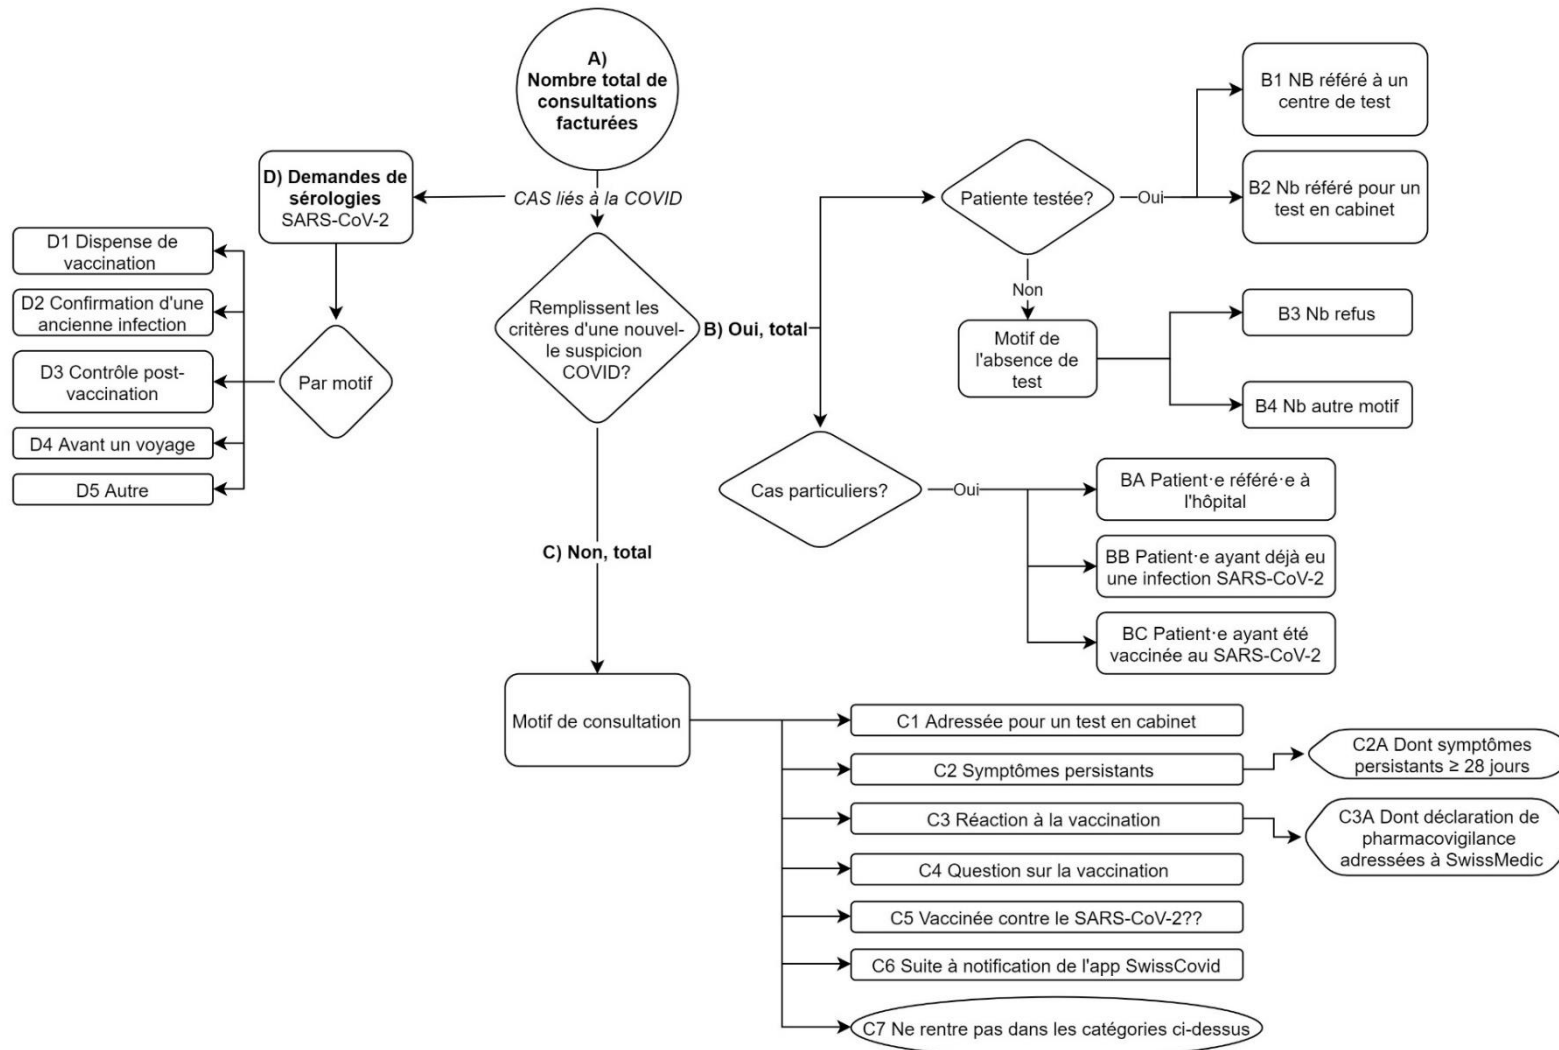 A)
Nombre total de
consultations
facturées
CAS liés à la COVID
D) Demandes de
sérologies
SARS-CoV-2
D1 Dispense de
vaccination
D2 Confirmation d'une
ancienne infection
D3 Contrôle post-
vaccination
D4 Avant un voyage
D5 Autre
Par motif
Remplissent les
critères d'une nouvel-
le suspicion
COVID?
B) Oui, total
Patiente testée?
Oui
B1 NB référé à un
centre de test
B2 Nb référé pour un
test en cabinet
Non
Motif de
l'absence de
test
B3 Nb refus
B4 Nb autre motif
Cas particuliers?
Oui
BA Patient·e référé·e à
l'hôpital
BB Patient·e ayant déjà eu
une infection SARS-CoV-2
BC Patient·e ayant été
vaccinée au SARS-CoV-2
C) Non, total
Motif de consultation
C1 Adressée pour un test en cabinet
C2 Symptômes persistants
C2A Dont symptômes
persistants ≥ 28 jours
C3 Réaction à la vaccination
C3A Dont déclaration de
pharmacovigilance
adressées à SwissMedic
C4 Question sur la vaccination
C5 Vaccinée contre le SARS-CoV-2??
C6 Suite à notification de l'app SwissCovid
C7 Ne rentre pas dans les catégories ci-dessus